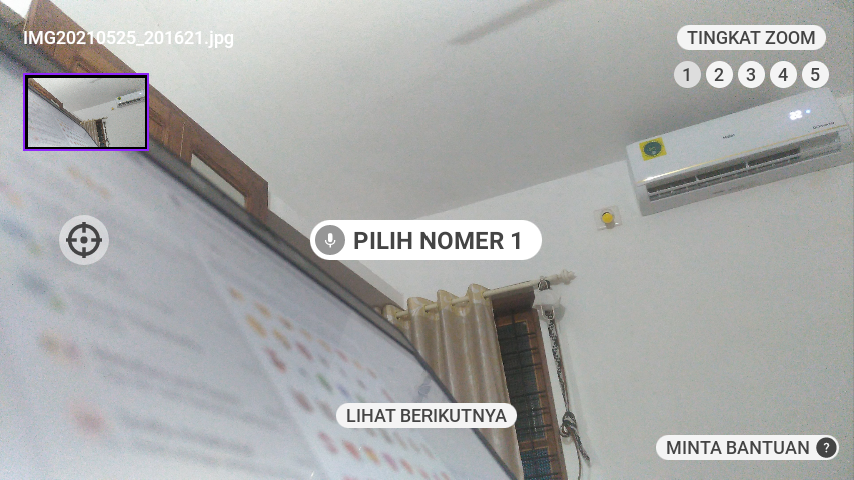 IMG20210525_201621.jpg
TINGKAT ZOOM
1 2 3 4 5
PILIH NOMER 1
LIHAT BERIKUTNYA
MINTA BANTUAN ?